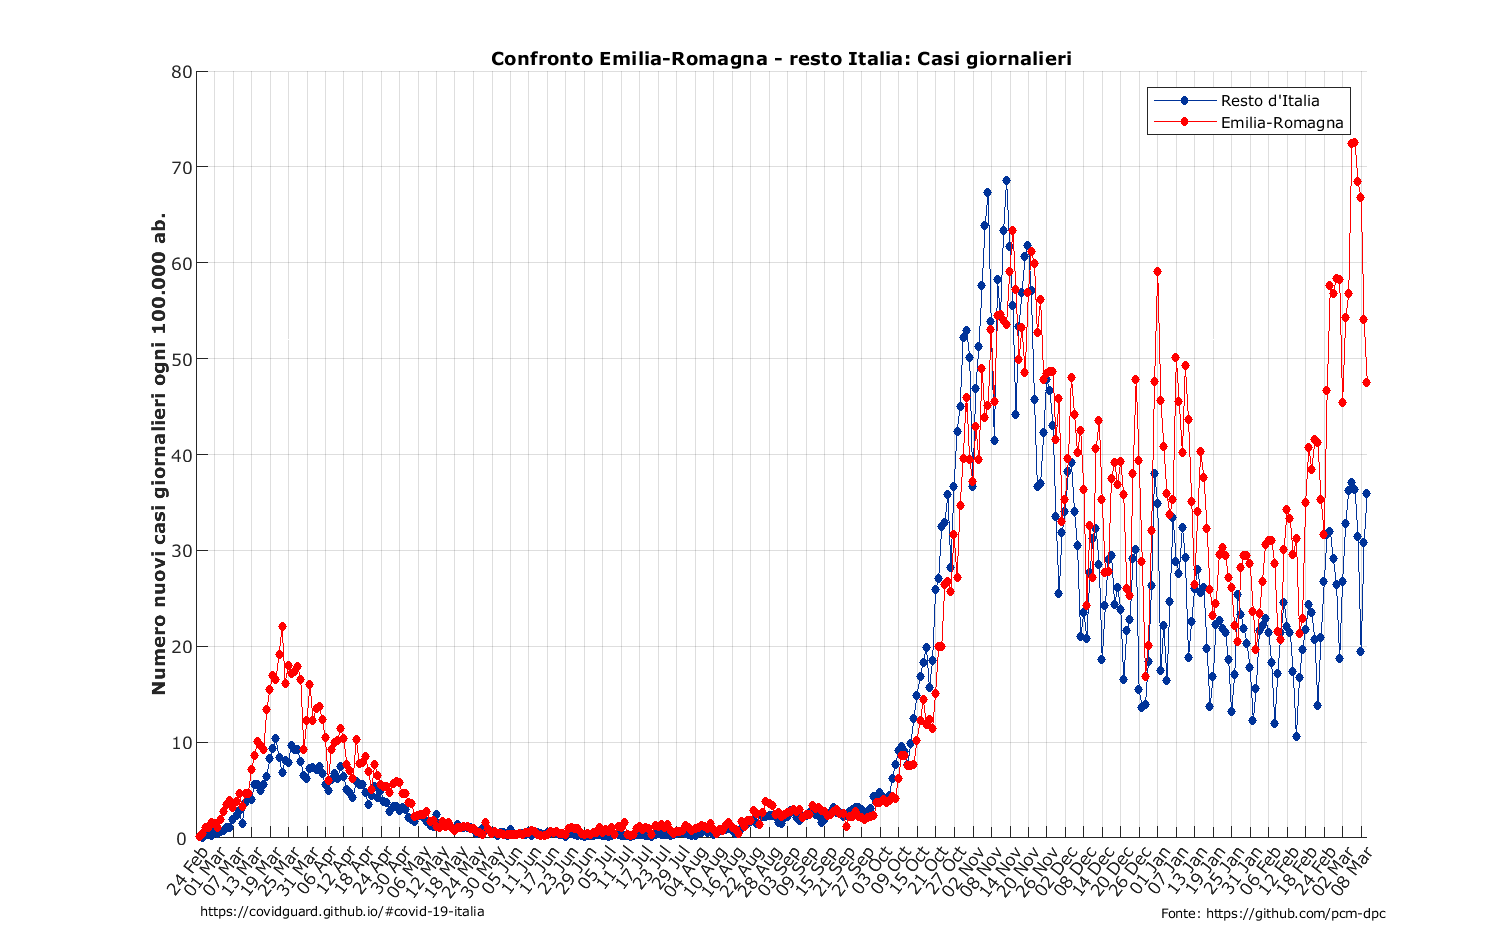 Confronto Emilia-Romagna - resto Italia: Casi giornalieri
Resto d'Italia
Emilia-Romagna
Numero nuovi casi giornalieri ogni 100.000 ab.
80
70
60
50
40
30
20
10
0
24 Feb
01 Mar
07 Mar
13 Mar
19 Mar
25 Mar
31 Mar
06 Apr
12 Apr
18 Apr
24 Apr
30 Apr
06 May
12 May
18 May
24 May
30 May
05 Jun
11 Jun
17 Jun
23 Jun
29 Jun
05 Jul
11 Jul
17 Jul
23 Jul
29 Jul
04 Aug
10 Aug
16 Aug
22 Aug
28 Aug
03 Sep
09 Sep
15 Sep
21 Sep
27 Sep
03 Oct
09 Oct
15 Oct
21 Oct
27 Oct
02 Nov
08 Nov
14 Nov
20 Nov
26 Nov
02 Dec
08 Dec
14 Dec
20 Dec
26 Dec
01 Jan
07 Jan
13 Jan
19 Jan
25 Jan
31 Jan
06 Feb
12 Feb
18 Feb
24 Feb
02 Mar
08 Mar
https://covidguard.github.io/#covid-19-italia
Fonte: https://github.com/pcm-dpc